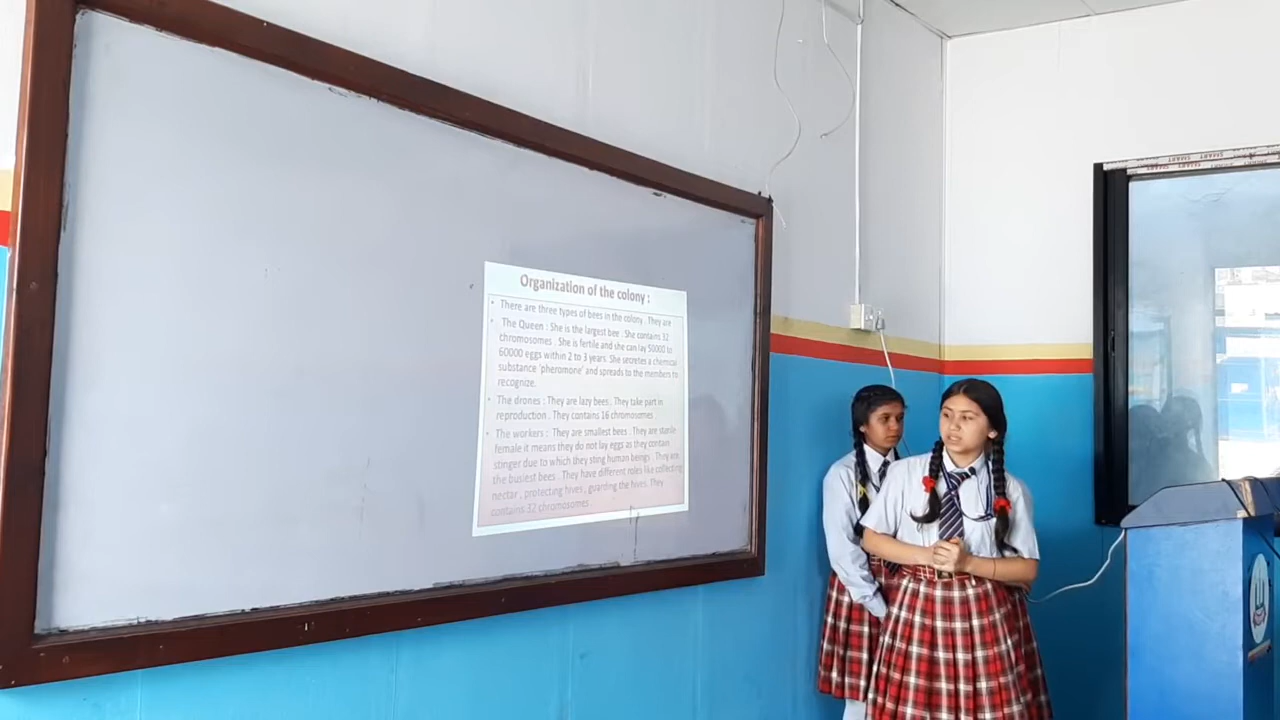 SMART SMART SMART
Organization of the colony :
• There are three types of bees in the colony . They are
• The Queen : She is the largest bee . She contains 32
chromosomes . She is fertile and she can lay 50000 to
60000 eggs within 2 to 3 years. She secretes a chemical
substance 'pheromone' and spreads to the members to
recognize.
• The drones : They are lazy bees . They take part in
reproduction . They contains 16 chromosomes .
• The workers : They are smallest bees . They are sterile
female it means they do not lay eggs as they contain
stinger due to which they sting human beings . They are
the busiest bees . They have different roles like collecting
nectar , protecting hives , guarding the hives. They
contains 32 chromosomes .